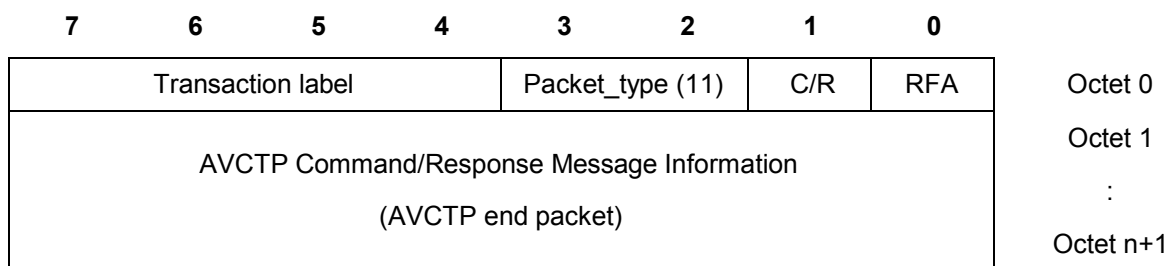 7 6 5 4 3 2 1 0
Transaction label Packet_type (11) C/R RFA Octet 0
Octet 1
AVCTP Command/Response Message Information
:
(AVCTP end packet)
Octet n+1